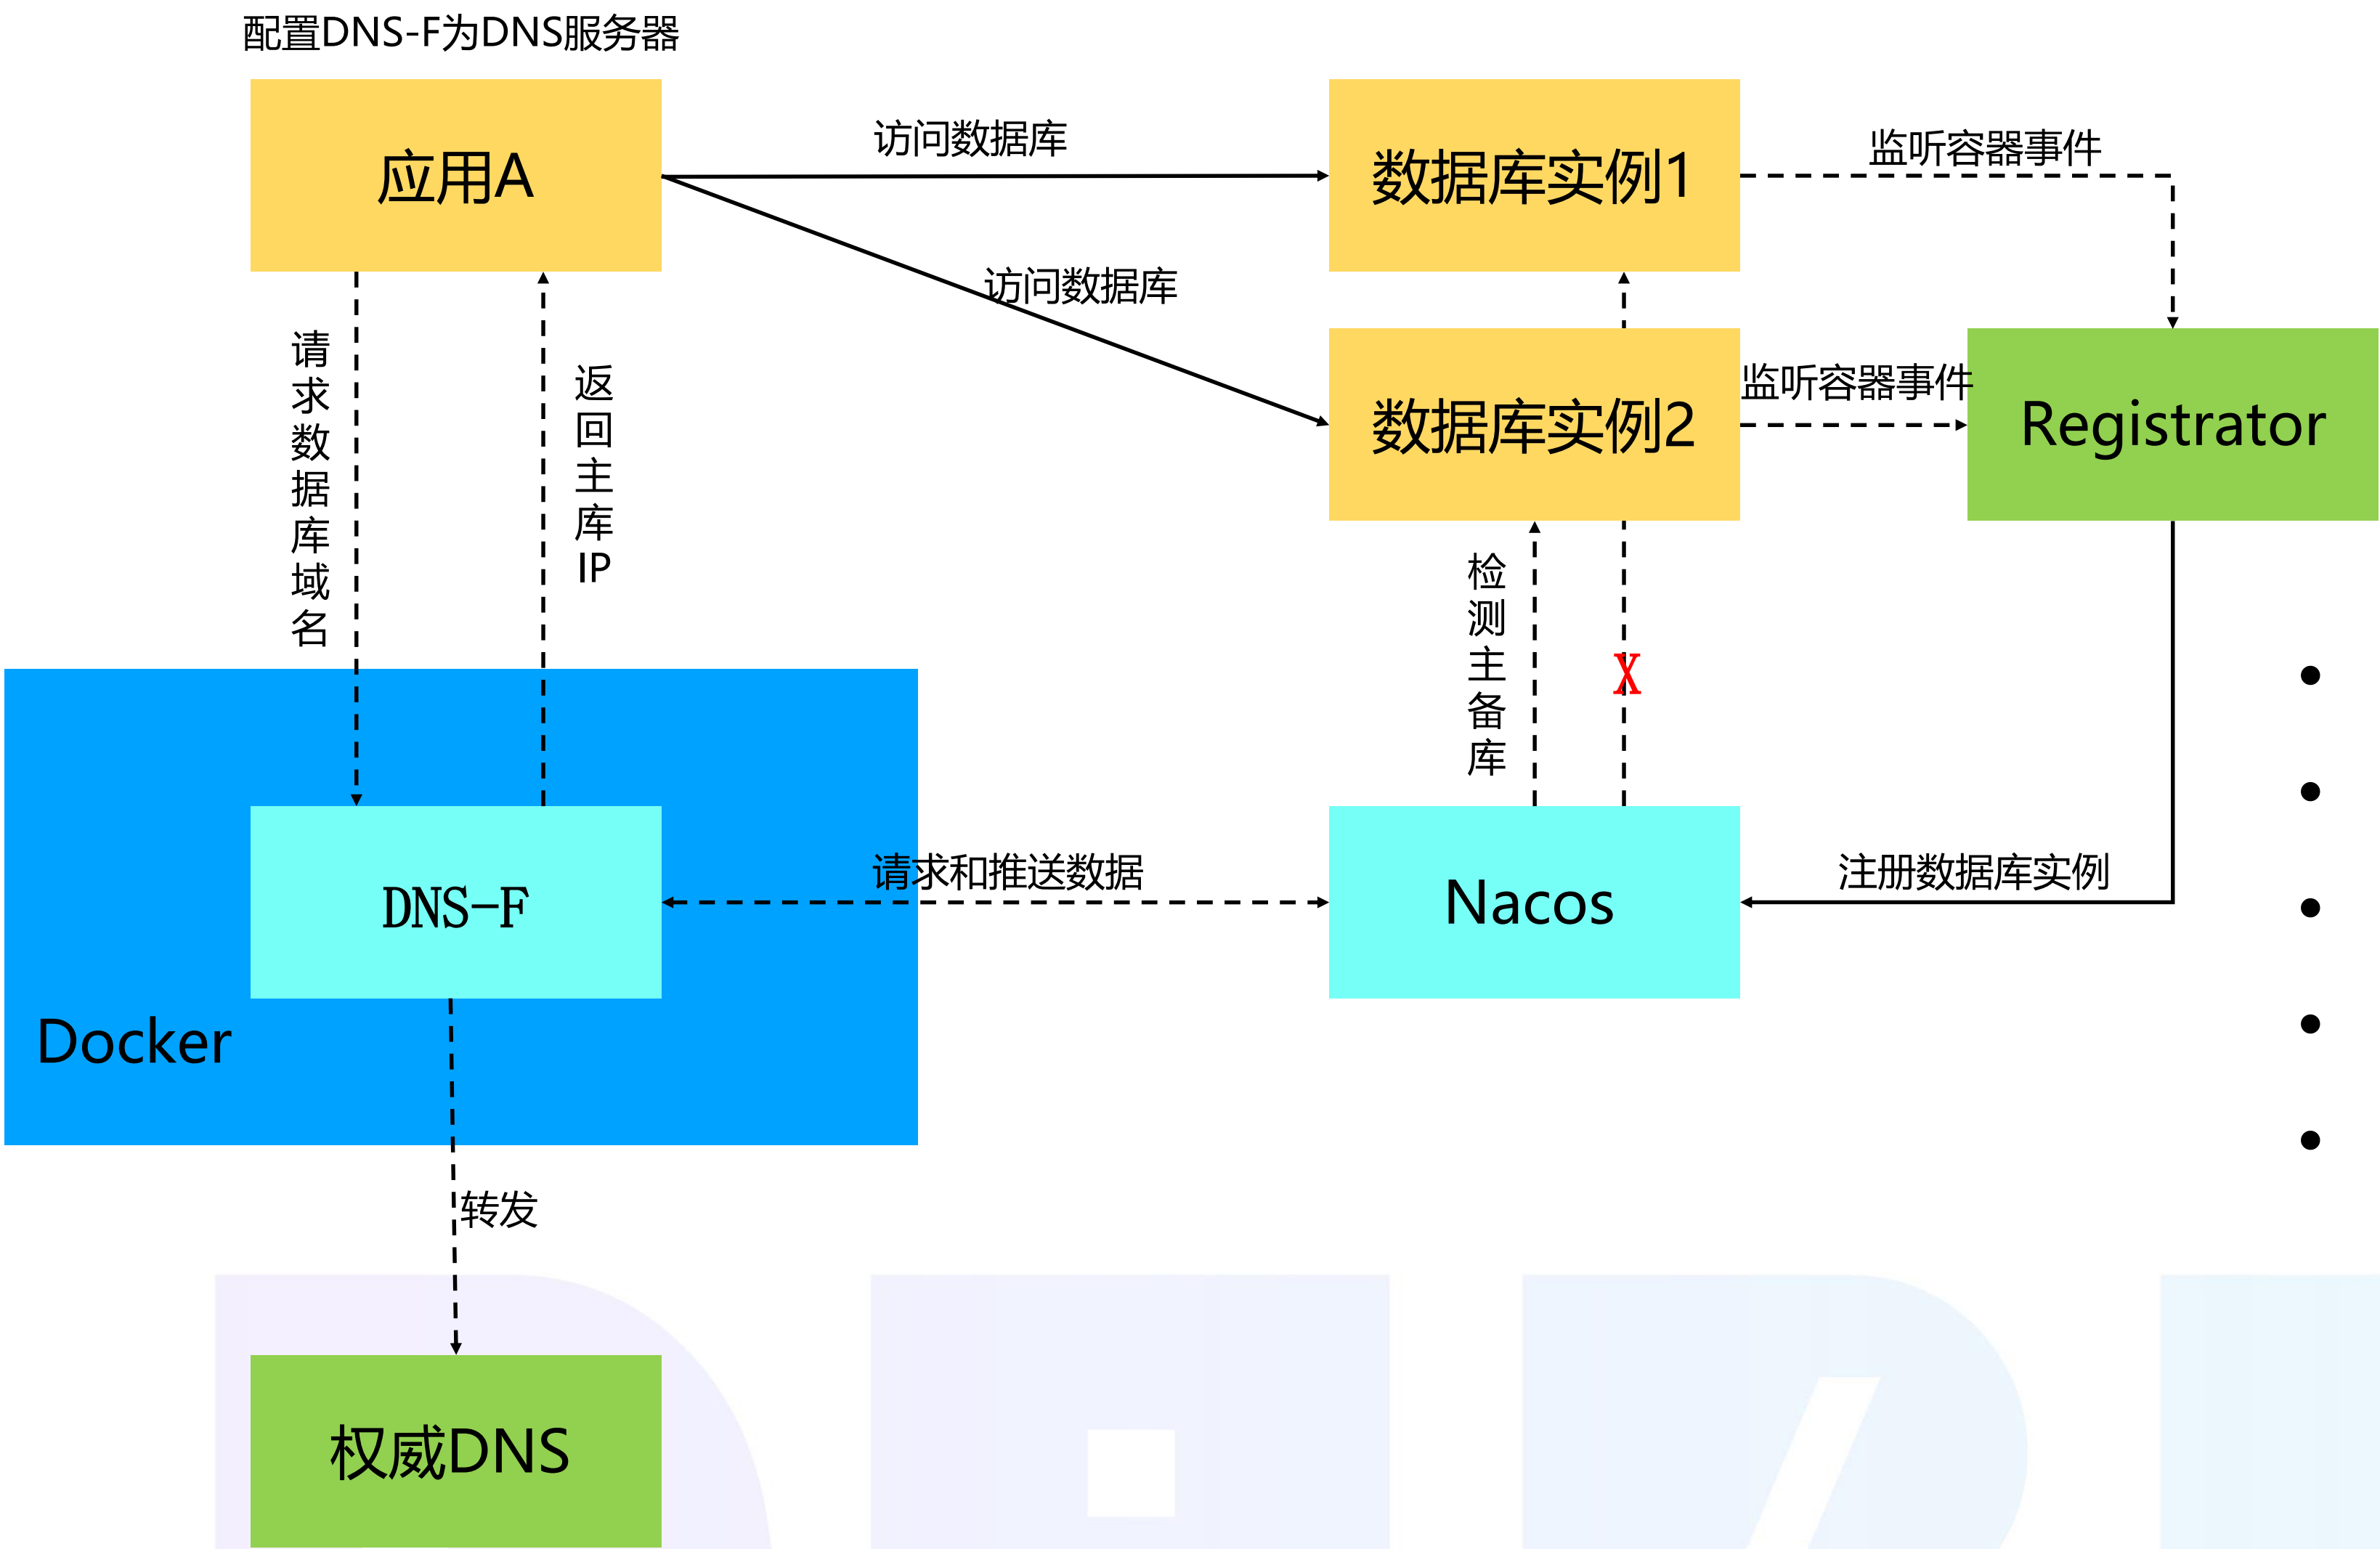 配置DNS-F为DNS服务器
应用A
访问数据库
数据库实例1
监听容器事件
访问数据库
请求数据库域名
返回主库IP
数据库实例2
监听容器事件
Registrator
检测主备库
X
请求和推送数据
注册数据库实例
DNS-F
Nacos
Docker
转发
权威DNS